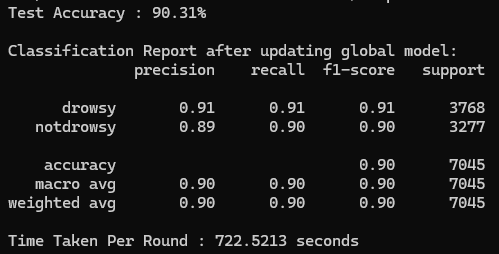 Test Accuracy : 90.31%
Classification Report after updating global model:
precision recall f1-score support
drowsy 0.91 0.91 0.91 3768
notdrowsy 0.89 0.90 0.90 3277
accuracy 0.90 7045
macro avg 0.90 0.90 0.90 7045
weighted avg 0.90 0.90 0.90 7045
Time Taken Per Round : 722.5213 seconds